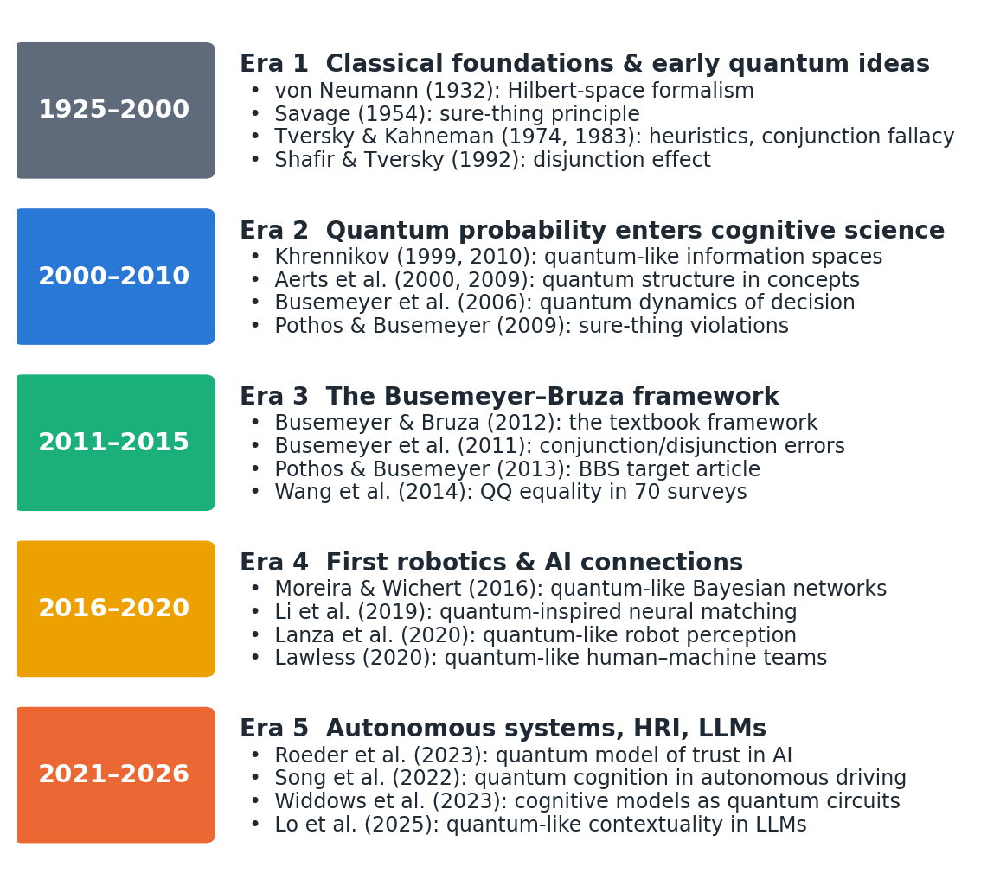 Era 1  Classical foundations & early quantum ideas
1925–2000
• von Neumann (1932): Hilbert-space formalism
• Savage (1954): sure-thing principle
• Tversky & Kahneman (1974, 1983): heuristics, conjunction fallacy
• Shafir & Tversky (1992): disjunction effect
Era 2  Quantum probability enters cognitive science
2000–2010
• Khrennikov (1999, 2010): quantum-like information spaces
• Aerts et al. (2000, 2009): quantum structure in concepts
• Busemeyer et al. (2006): quantum dynamics of decision
• Pothos & Busemeyer (2009): sure-thing violations
Era 3  The Busemeyer–Bruza framework
2011–2015
• Busemeyer & Bruza (2012): the textbook framework
• Busemeyer et al. (2011): conjunction/disjunction errors
• Pothos & Busemeyer (2013): BBS target article
• Wang et al. (2014): QQ equality in 70 surveys
Era 4  First robotics & AI connections
2016–2020
• Moreira & Wichert (2016): quantum-like Bayesian networks
• Li et al. (2019): quantum-inspired neural matching
• Lanza et al. (2020): quantum-like robot perception
• Lawless (2020): quantum-like human–machine teams
Era 5  Autonomous systems, HRI, LLMs
2021–2026
• Roeder et al. (2023): quantum model of trust in AI
• Song et al. (2022): quantum cognition in autonomous driving
• Widdows et al. (2023): cognitive models as quantum circuits
• Lo et al. (2025): quantum-like contextuality in LLMs